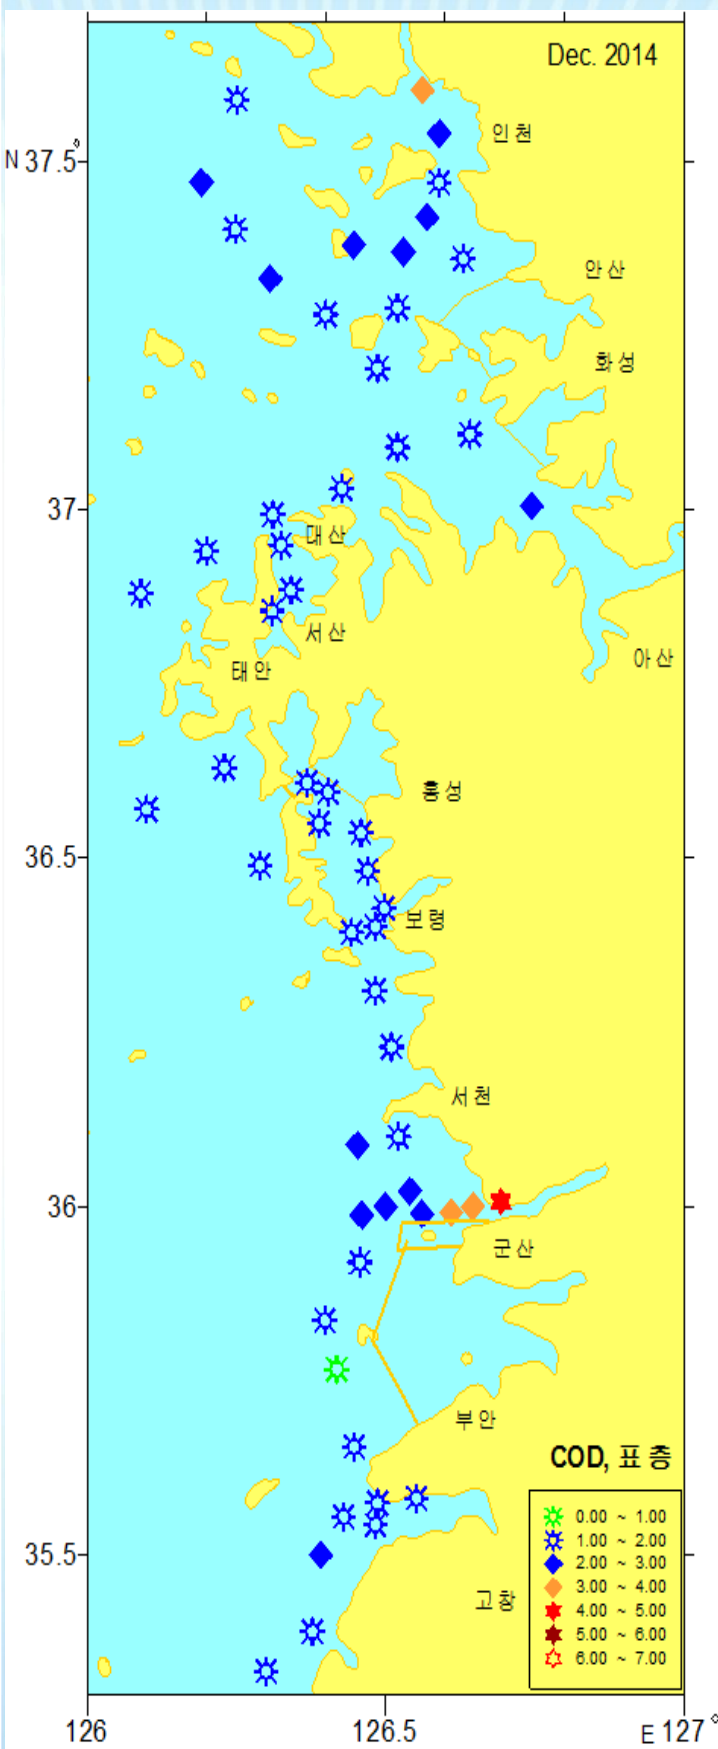 Dec. 2014
인천
N 37.5°
안산
화성
37
대산
서산
아산
태안
홍성
36.5
보령
서천
36
군산
부안
COD, 표층
0.00 ~ 1.00
1.00 ~ 2.00
2.00 ~ 3.00
3.00 ~ 4.00
4.00 ~ 5.00
5.00 ~ 6.00
6.00 ~ 7.00
35.5
고창
126
126.5
E 127°